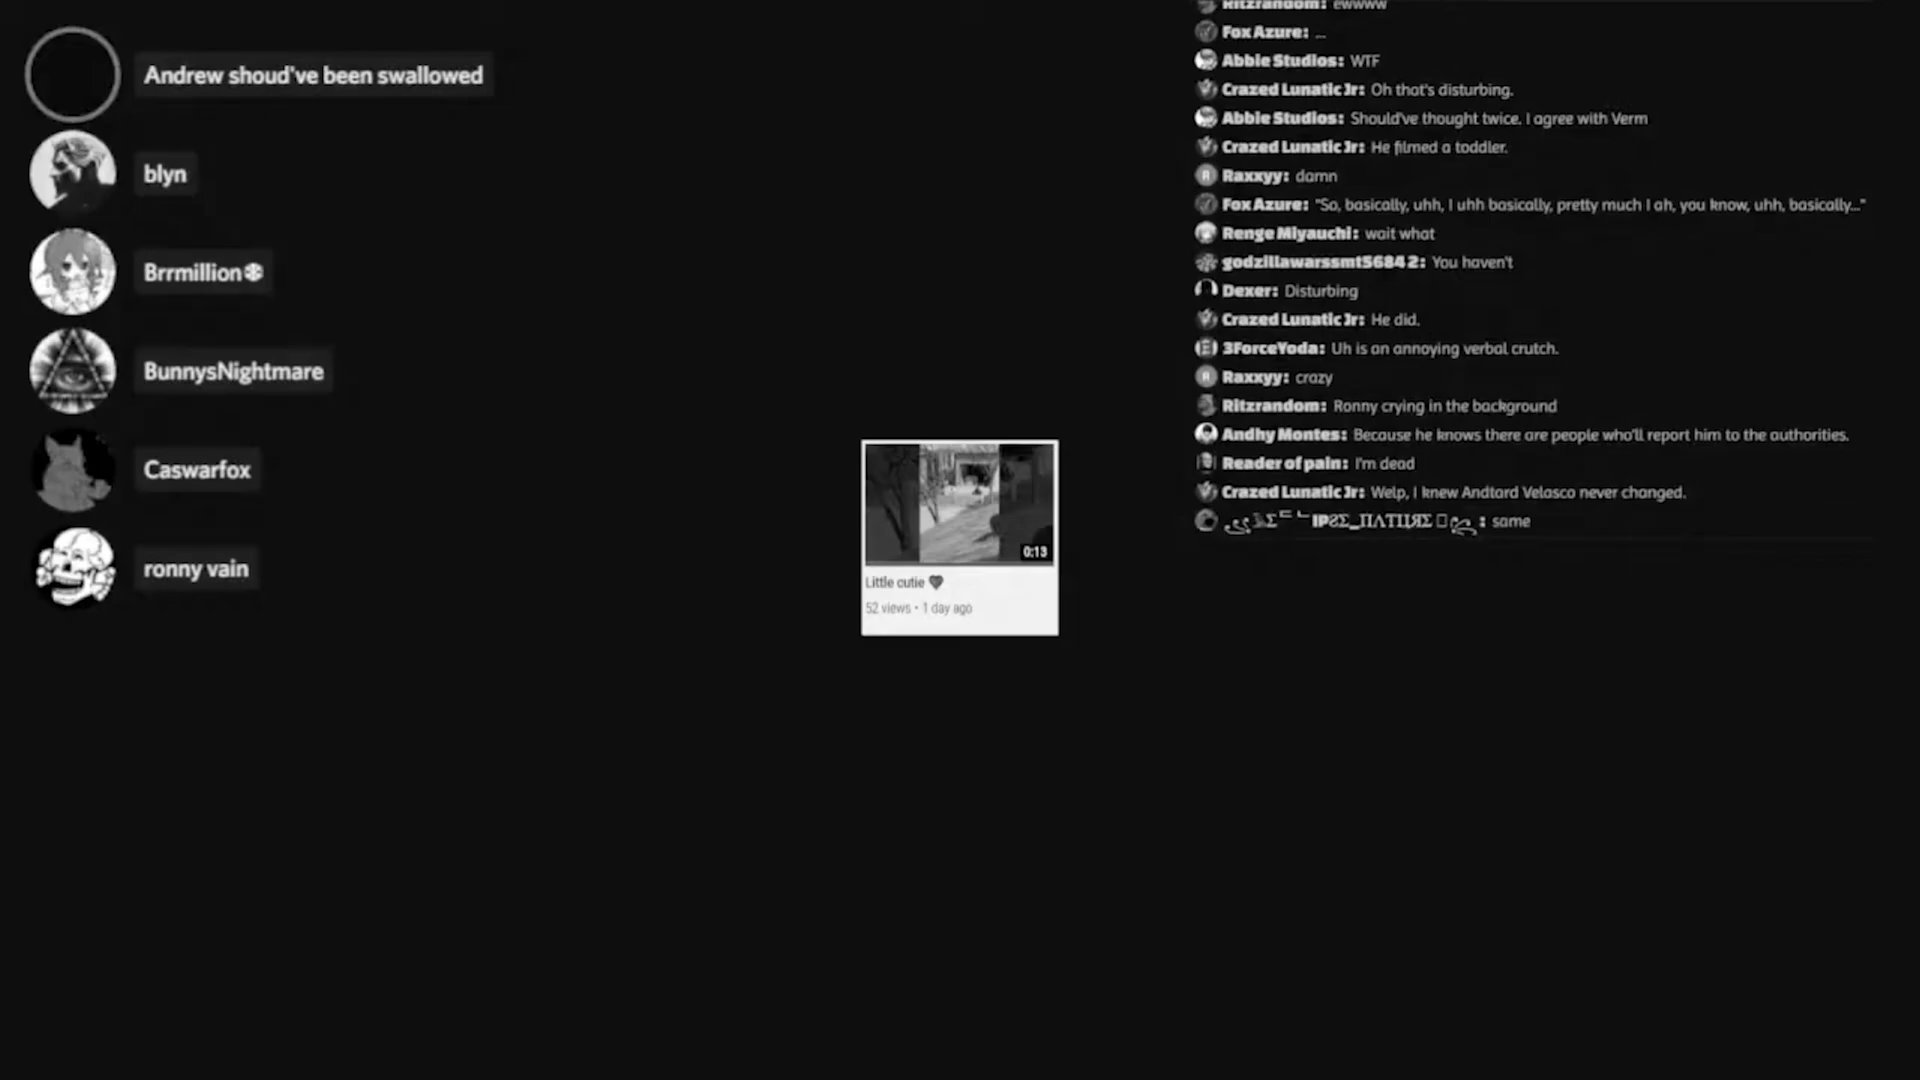 Andrew shoud've been swallowed
blyn
Brrmillion
BunnysNightmare
Caswarfox
ronny vain
0:13
Little cutie 🖤
52 views • 1 day ago
Ritzrandom: ewwww
Fox Azure: ...
Abbie Studios: WTF
Crazed Lunatic Jr: Oh that's disturbing.
Abbie Studios: Should've thought twice. I agree with Verm
Crazed Lunatic Jr: He filmed a toddler.
Raxxyy: damn
Fox Azure: "So, basically, uhh, I uhh basically, pretty much I ah, you know, uhh, basically..."
Renge Miyauchi: wait what
godzillawarssmt56842: You haven't
Dexer: Disturbing
Crazed Lunatic Jr: He did.
3ForceYoda: Uh is an annoying verbal crutch.
Raxxyy: crazy
Ritzrandom: Ronny crying in the background
Andhy Montes: Because he knows there are people who'll report him to the authorities.
Reader of pain: I'm dead
Crazed Lunatic Jr: Welp, I knew Andtard Velasco never changed.
: same